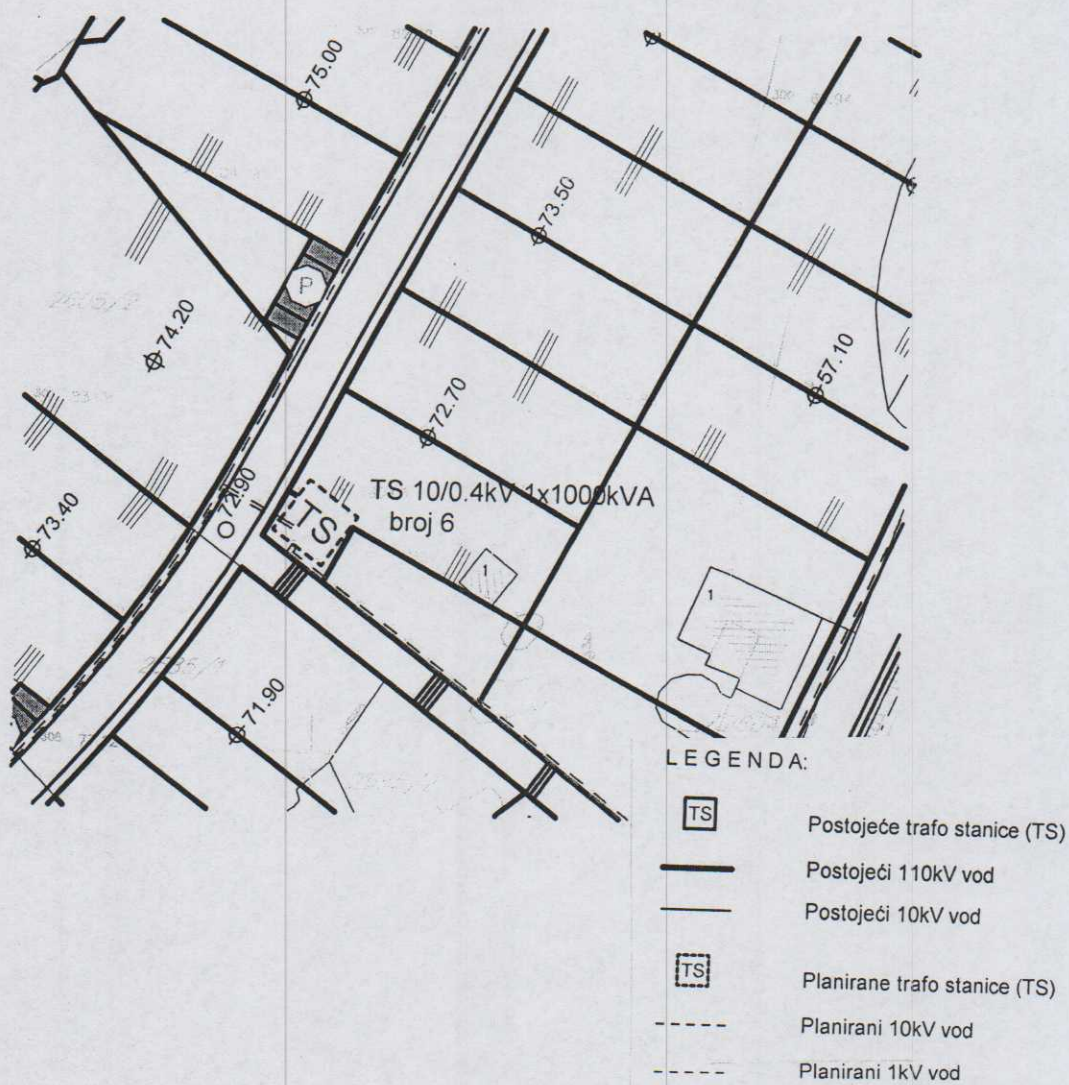 75.00
73.50
P
74.20
57.10
72.70
72.90
O
TS
TS 10/0.4kV 1x1000kVA
broj 6
73.40
1
1
71.90
LEGENDA:
TS Postojeće trafo stanice (TS)
Postojeći 110kV vod
Postojeći 10kV vod
TS Planirane trafo stanice (TS)
Planirani 10kV vod
Planirani 1kV vod